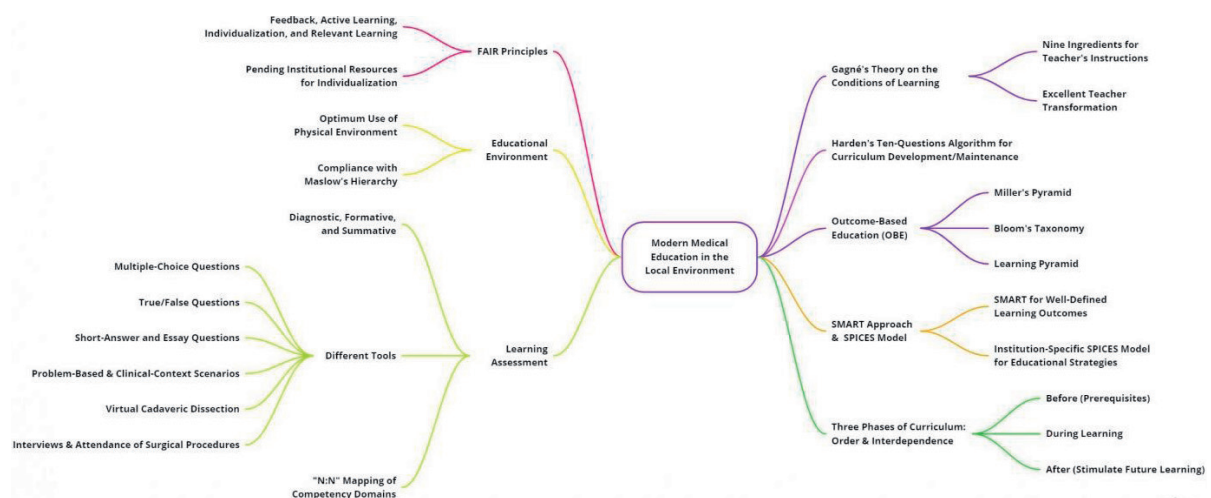 Feedback, Active Learning,
Individualization, and Relevant Learning
FAIR Principles
Pending Institutional Resources
for Individualization
Optimum Use of
Physical Environment
Educational
Environment
Compliance with
Maslow's Hierarchy
Diagnostic, Formative,
and Summative
Multiple-Choice Questions
True/False Questions
Short-Answer and Essay Questions
Different Tools
Problem-Based & Clinical-Context Scenarios
Virtual Cadaveric Dissection
Interviews & Attendance of Surgical Procedures
Learning
Assessment
"N:N" Mapping of
Competency Domains
Modern Medical
Education in the
Local Environment
Gagné's Theory on the
Conditions of Learning
Nine Ingredients for
Teacher's Instructions
Excellent Teacher
Transformation
Harden's Ten-Questions Algorithm for
Curriculum Development/Maintenance
Outcome-Based
Education (OBE)
Miller's Pyramid
Bloom's Taxonomy
Learning Pyramid
SMART Approach
& SPICES Model
SMART for Well-Defined
Learning Outcomes
Institution-Specific SPICES Model
for Educational Strategies
Three Phases of Curriculum:
Order & Interdependence
Before (Prerequisites)
During Learning
After (Stimulate Future Learning)